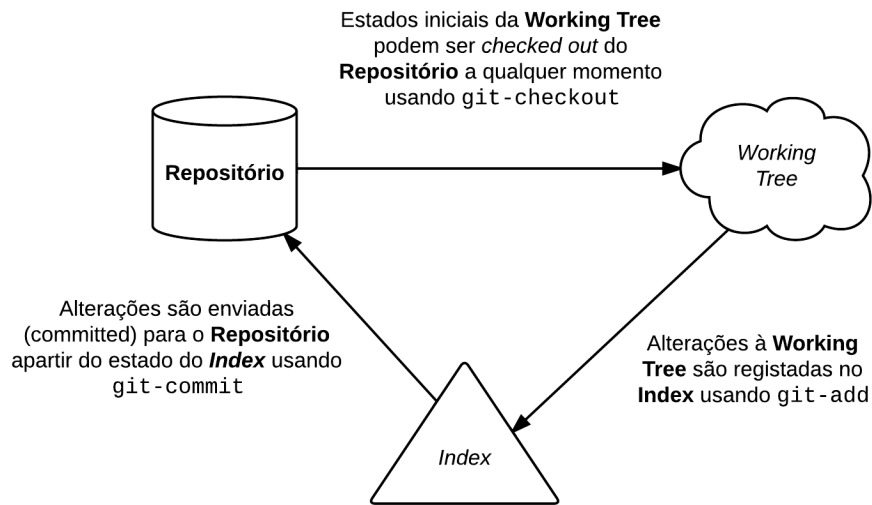 Estados iniciais da Working Tree
podem ser checked out do
Repositório a qualquer momento
usando git-checkout
Repositório
Working
Tree
Alterações são enviadas
(committed) para o Repositório
apartir do estado do Index usando
git-commit
Alterações à Working
Tree são registadas no
Index usando git-add
Index